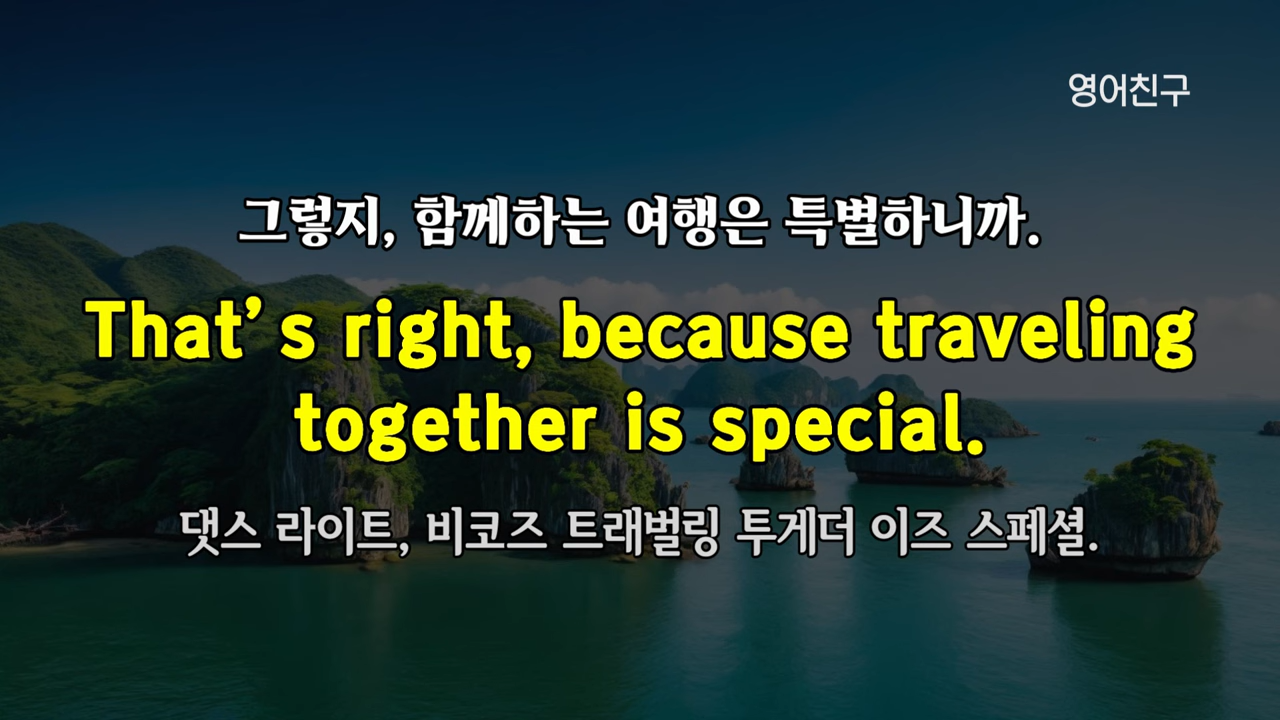 영어친구
그렇지, 함께하는 여행은 특별하니까.
That's right, because traveling
together is special.
댓스 라이트, 비코즈 트래벌링 투게더 이즈 스페셜.